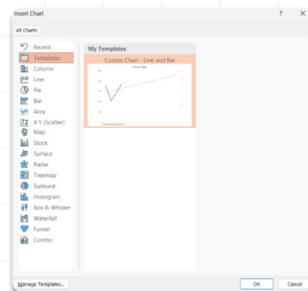 Insert Chart
?
×
All Charts
Recent
Templates
Column
Line
Pie
Bar
Area
X Y (Scatter)
Map
Stock
Surface
Radar
Treemap
Sunburst
Histogram
Box & Whisker
Waterfall
Funnel
Combo
My Templates
Combo Chart - Line and Bar
Manage Templates...
OK
Cancel